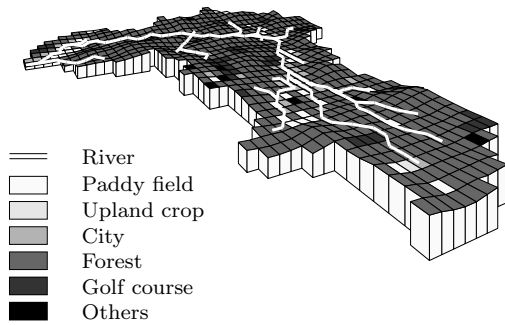 River
Paddy field
Upland crop
City
Forest
Golf course
Others